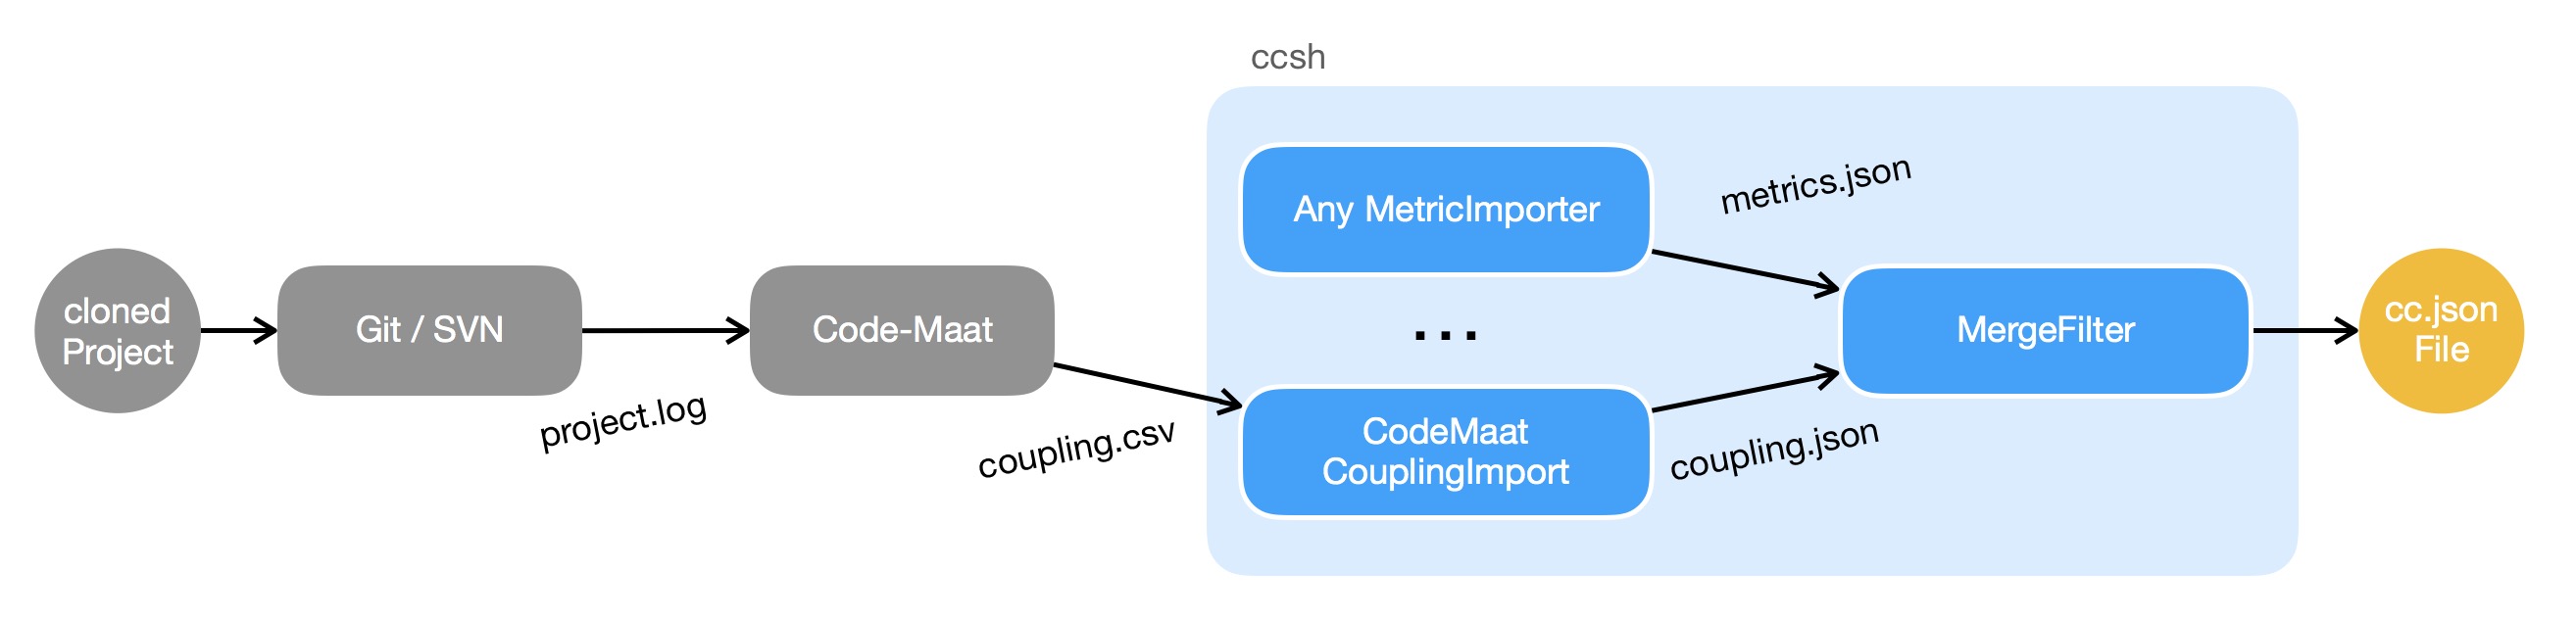 ccsh
cloned
Project
Git / SVN
project.log
Code-Maat
coupling.csv
Any MetricImporter
metrics.json
...
CodeMaat
CouplingImport
coupling.json
MergeFilter
cc.json
File